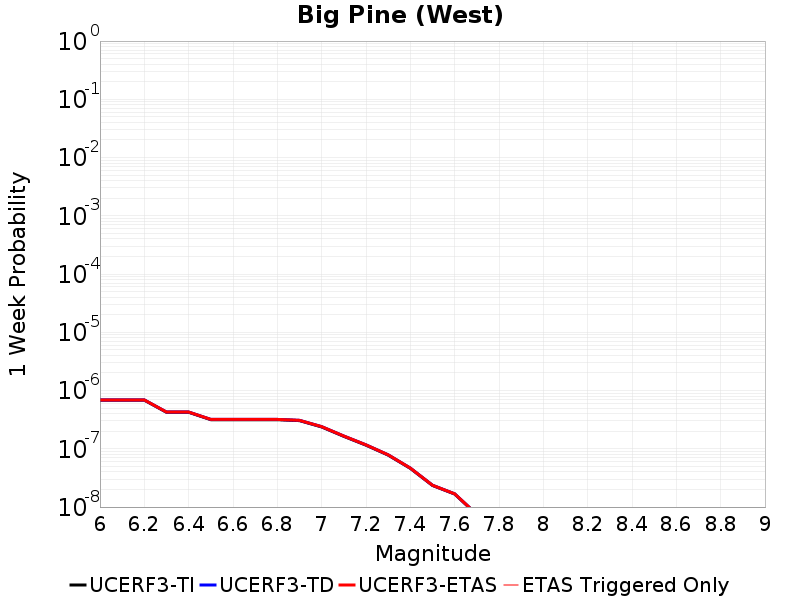 Big Pine (West)
1 Week Probability
10^0
10^-1
10^-2
10^-3
10^-4
10^-5
10^-6
10^-7
10^-8
6 6.2 6.4 6.6 6.8 7 7.2 7.4 7.6 7.8 8 8.2 8.4 8.6 8.8 9
Magnitude
UCERF3-TI UCERF3-TD UCERF3-ETAS ETAS Triggered Only